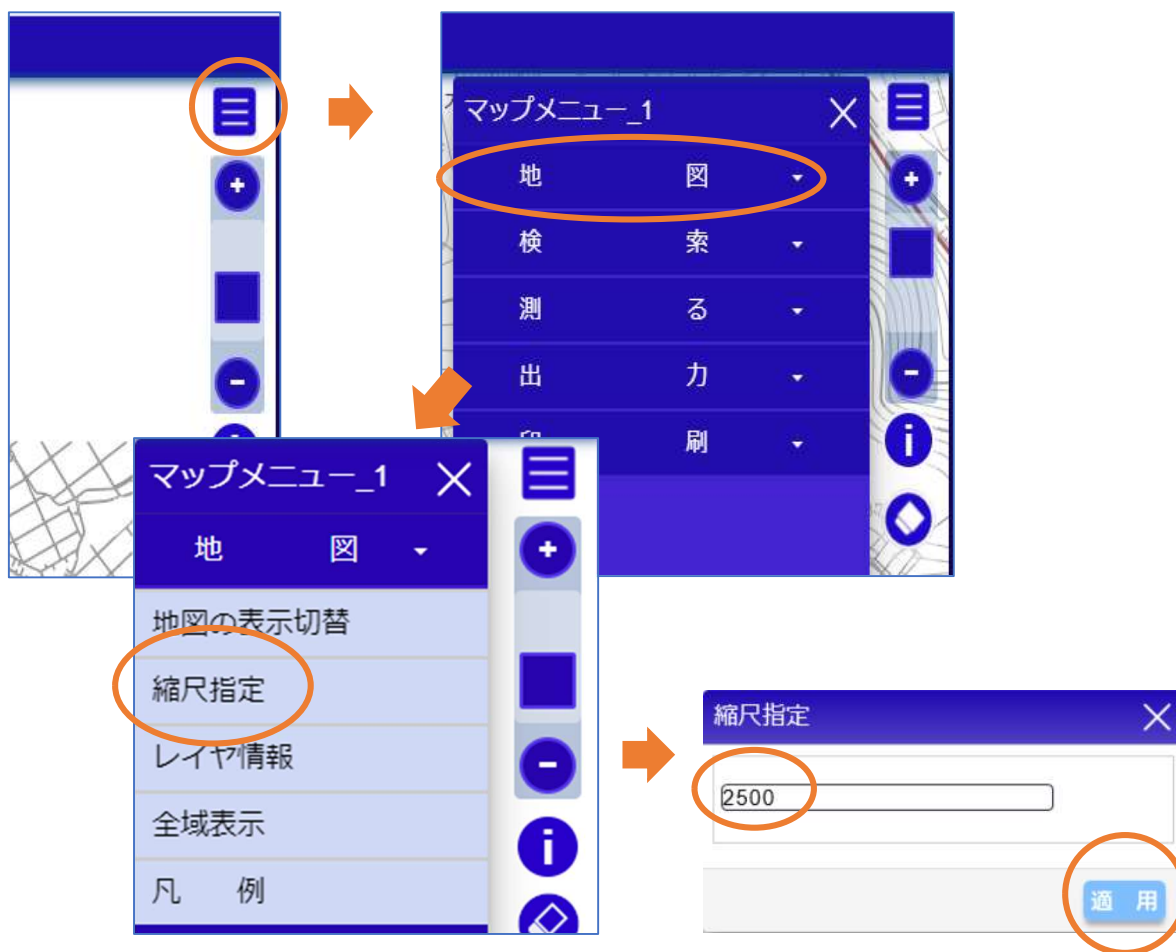 マップメニュー_1
地　　図
検　　索
測　　る
出　　力
印　　刷
マップメニュー_1
地　　図
地図の表示切替
縮尺指定
レイヤ情報
全域表示
凡　　例
縮尺指定
2500
適　用